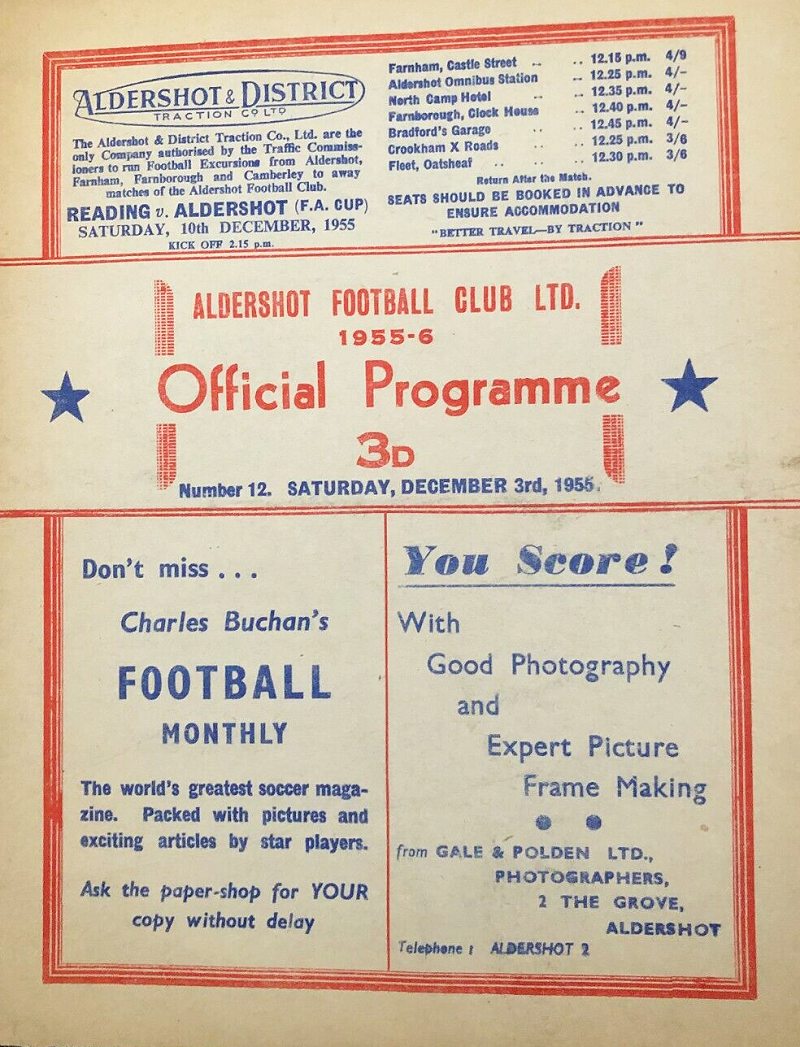 ALDERSHOT & DISTRICT
TRACTION CO LTD
The Aldershot & District Traction Co., Ltd. are the
only Company authorised by the Traffic Commiss-
ioners to run Football Excursions from Aldershot,
Farnham, Farnborough and Camberley to away
matches of the Aldershot Football Club.
READING v. ALDERSHOT (F.A. CUP)
SATURDAY, 10th DECEMBER, 1955
KICK OFF 2.15 p.m.
Farnham, Castle Street .. .. 12.15 p.m. 4/9
Aldershot Omnibus Station .. 12.25 p.m. 4/-
North Camp Hotel .. .. 12.35 p.m. 4/-
Farnborough, Clock House .. 12.40 p.m. 4/-
Bradford's Garage .. .. 12.45 p.m. 4/-
Crookham X Roads .. .. 12.25 p.m. 3/6
Fleet, Oatsheaf .. .. .. 12.30 p.m. 3/6
Return After the Match.
SEATS SHOULD BE BOOKED IN ADVANCE TO
ENSURE ACCOMMODATION
"BETTER TRAVEL—BY TRACTION"
ALDERSHOT FOOTBALL CLUB LTD.
1955-6
Official Programme
3D
Number 12. SATURDAY, DECEMBER 3rd, 1955.
Don't miss . . .
Charles Buchan's
FOOTBALL
MONTHLY
The world's greatest soccer maga-
zine. Packed with pictures and
exciting articles by star players.
Ask the paper-shop for YOUR
copy without delay
You Score!
With
Good Photography
and
Expert Picture
Frame Making
from GALE & POLDEN LTD.,
PHOTOGRAPHERS,
2 THE GROVE,
ALDERSHOT
Telephone : ALDERSHOT 2